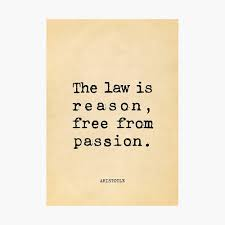 The law is
reason,
free from
passion.
ARISTOTLE